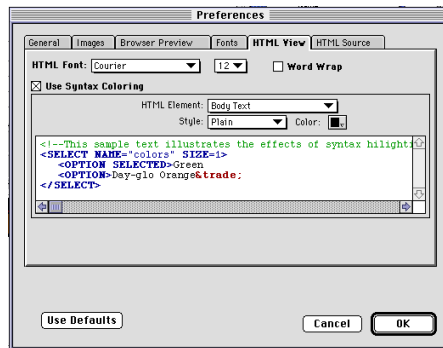 Preferences
General Images Browser Preview Fonts HTML View HTML Source
HTML Font: Courier 12 Word Wrap
Use Syntax Coloring
HTML Element: Body Text
Style: Plain Color:
<!--This sample text illustrates the effects of syntax hilighti
<SELECT NAME="colors" SIZE=1>
<OPTION SELECTED>Green
<OPTION>Day-glo Orange&trade;
</SELECT>
Use Defaults Cancel OK